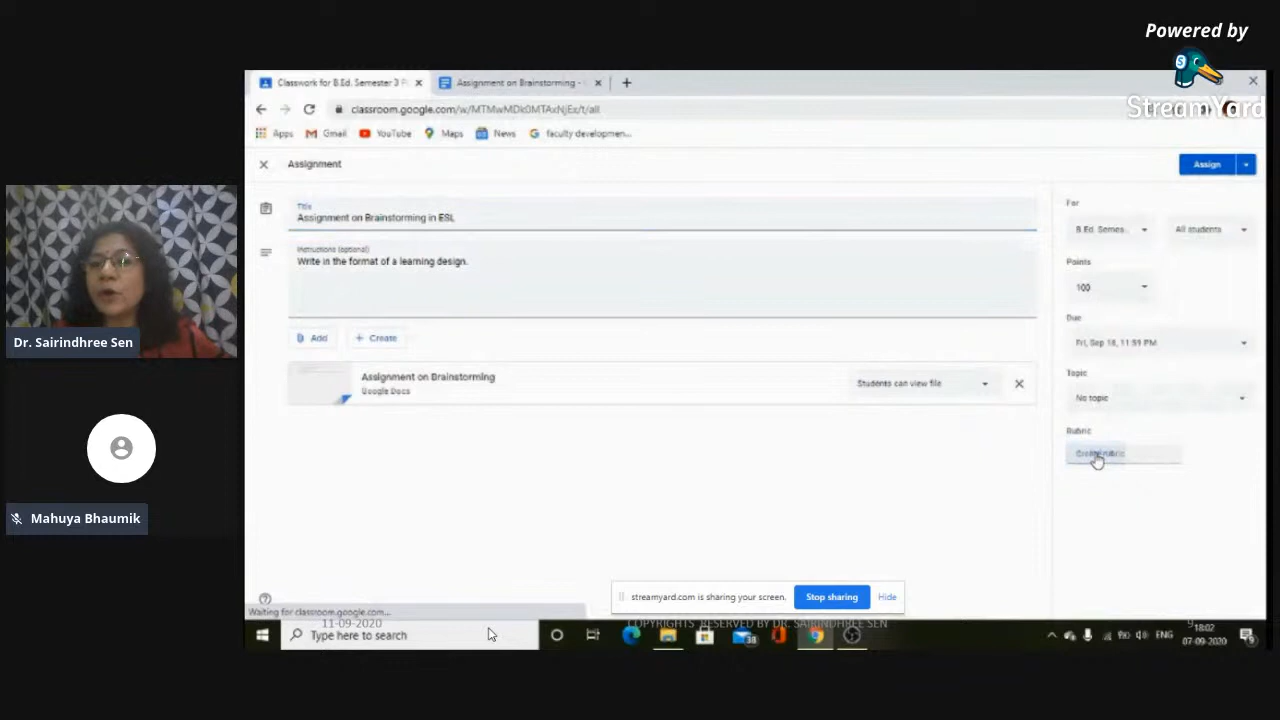 Powered by
StreamYard
Classwork for B.Ed. Semester 3
Assignment on Brainstorming -
classroom.google.com/w/MTMwMDk0MTAxNjEx/t/all
Apps
Gmail
YouTube
Maps
News
faculty developmen...
Assignment
Assign
Title
Assignment on Brainstorming in ESL
Instructions (optional)
Write in the format of a learning design.
Add
Create
Assignment on Brainstorming
Google Docs
Students can view file
For
B.Ed. Semes...
All students
Points
100
Due
Fri, Sep 18, 11:59 PM
Topic
No topic
Rubric
Dr. Sairindhree Sen
Mahuya Bhaumik
streamyard.com is sharing your screen.
Stop sharing
Hide
Waiting for classroom.google.com...
11-09-2020
COPYRIGHTS RESERVED BY DR. SAIRINDHREE SEN
9
Type here to search
38
ENG
18:02
07-09-2020